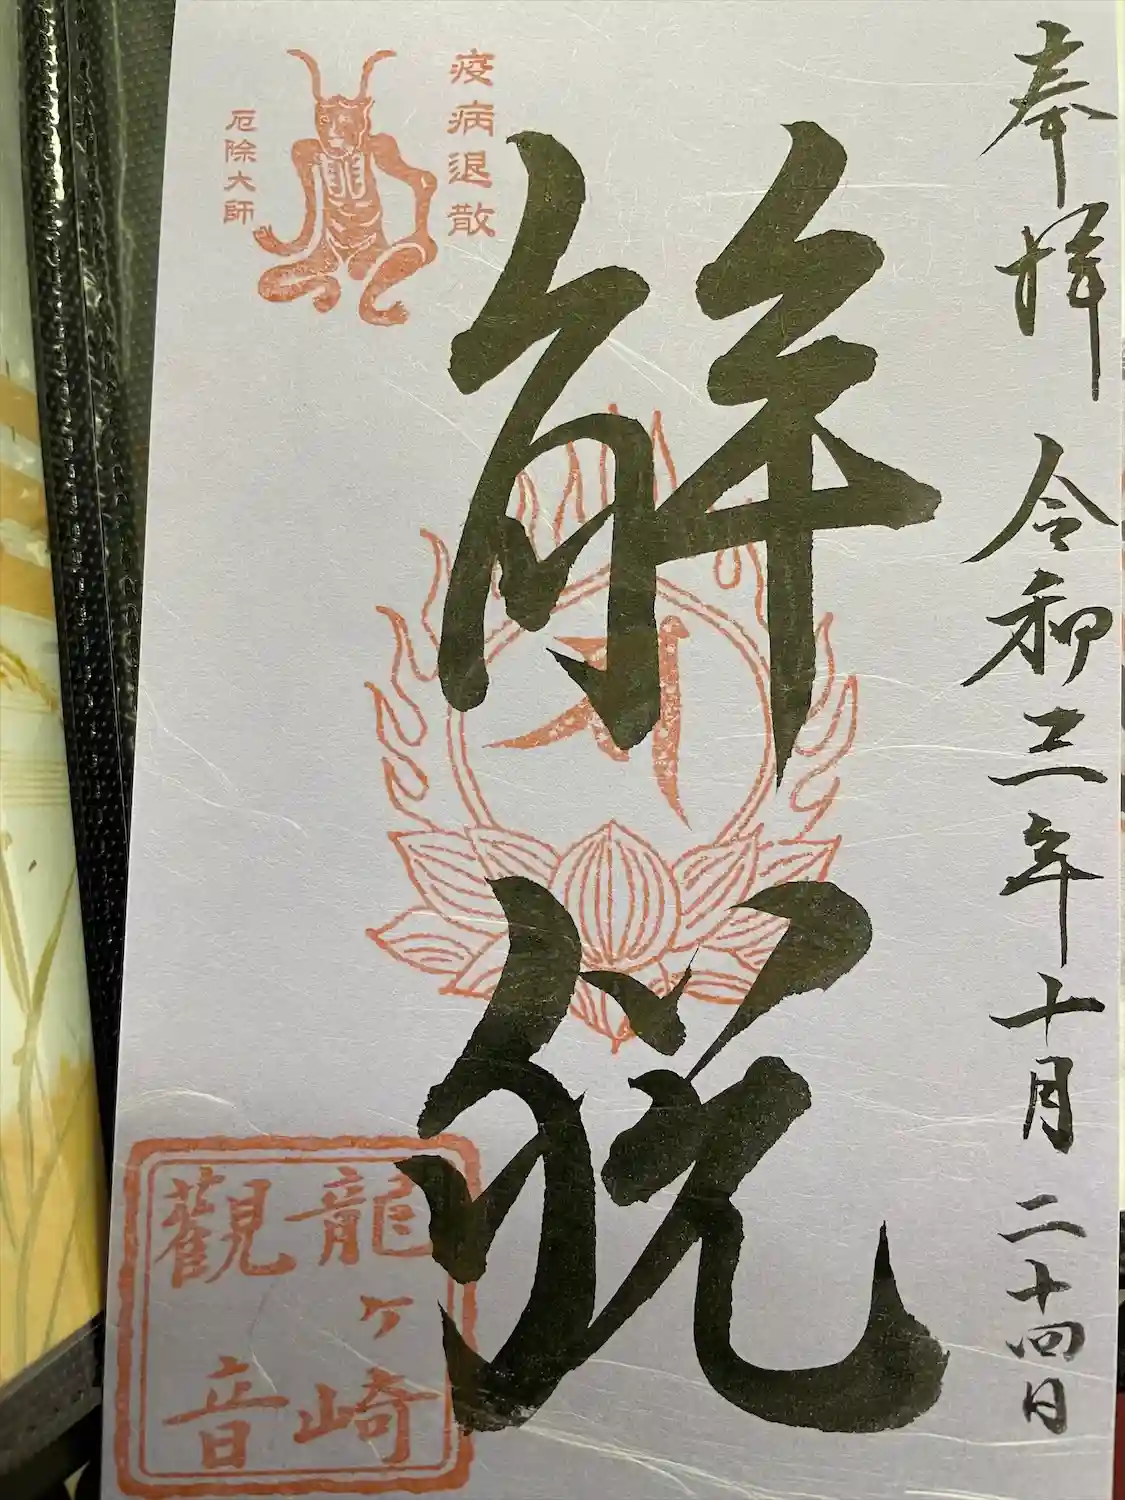 奉拝 令和三年十月二十四日
解脱
疫病退散
厄除大師
龍ヶ崎
觀音